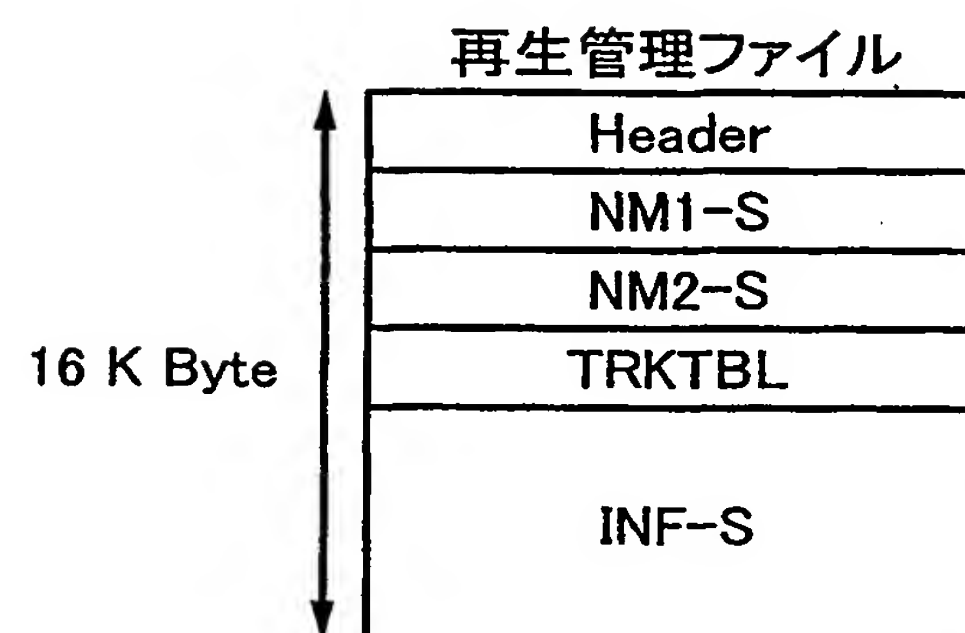 再生管理ファイル
Header
NM1-S
NM2-S
16 K Byte
TRKTBL
INF-S